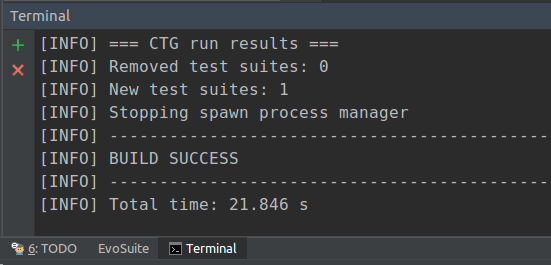 Terminal
[INFO] === CTG run results ===
[INFO] Removed test suites: 0
[INFO] New test suites: 1
[INFO] Stopping spawn process manager
[INFO] ------------------------------------------------
[INFO] BUILD SUCCESS
[INFO] ------------------------------------------------
[INFO] Total time: 21.846 s
6: TODO EvoSuite Terminal